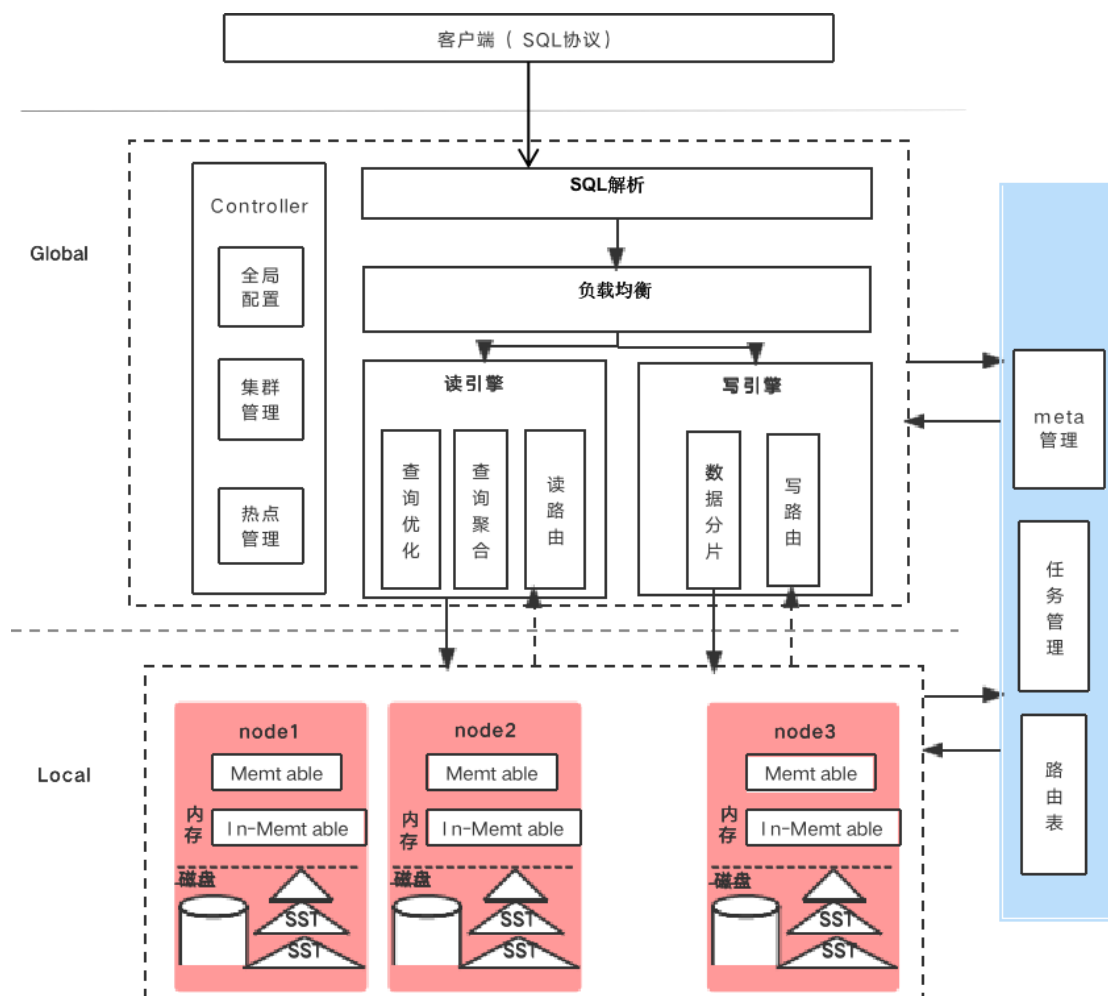 客户端（ SQL协议）
Global
Controller
全局
配置
集群
管理
热点
管理
SQL解析
负载均衡
读引擎
查询优化
查询聚合
读路由
写引擎
数据分片
写路由
meta
管理
任务管理
路由表
Local
node1
Memt able
内存
In-Memt able
磁盘
SST
SST
node2
Memt able
内存
In-Memt able
磁盘
SST
SST
node3
Memt able
内存
In-Memt able
磁盘
SST
SST